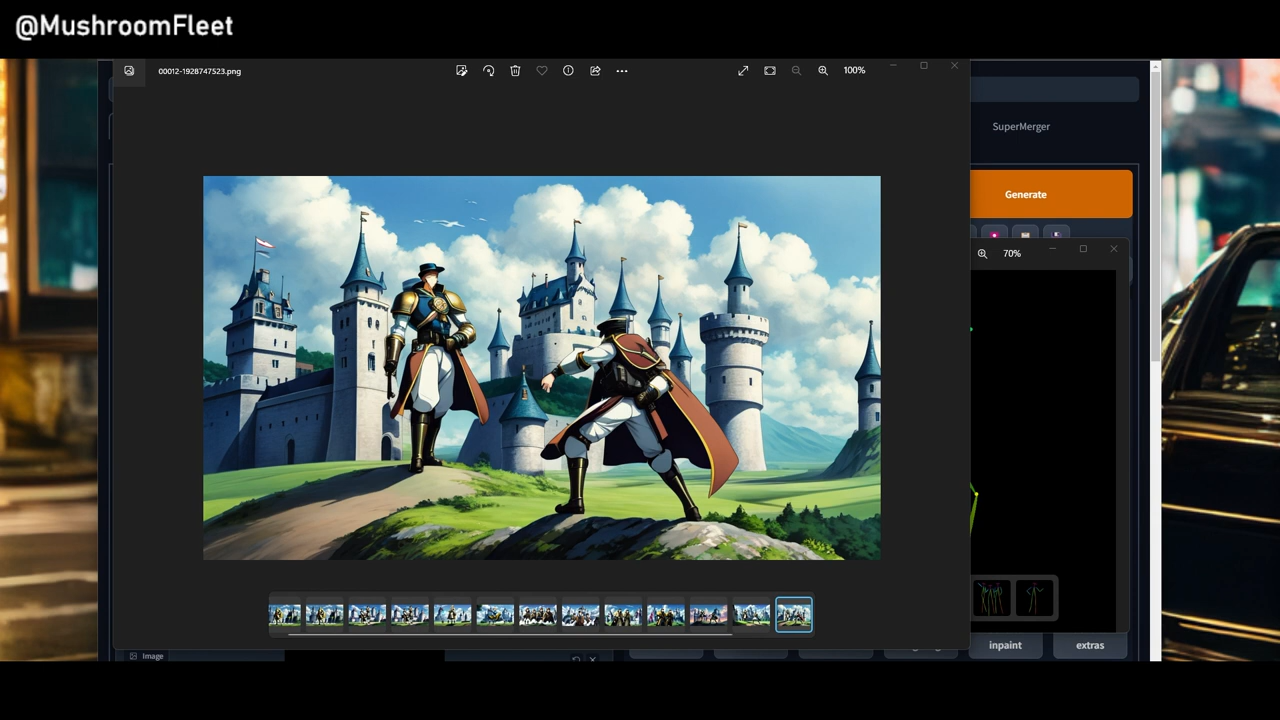 @MushroomFleet
00012-1928747523.png
100%
SuperMerger
Generate
70%
Image
inpaint
extras